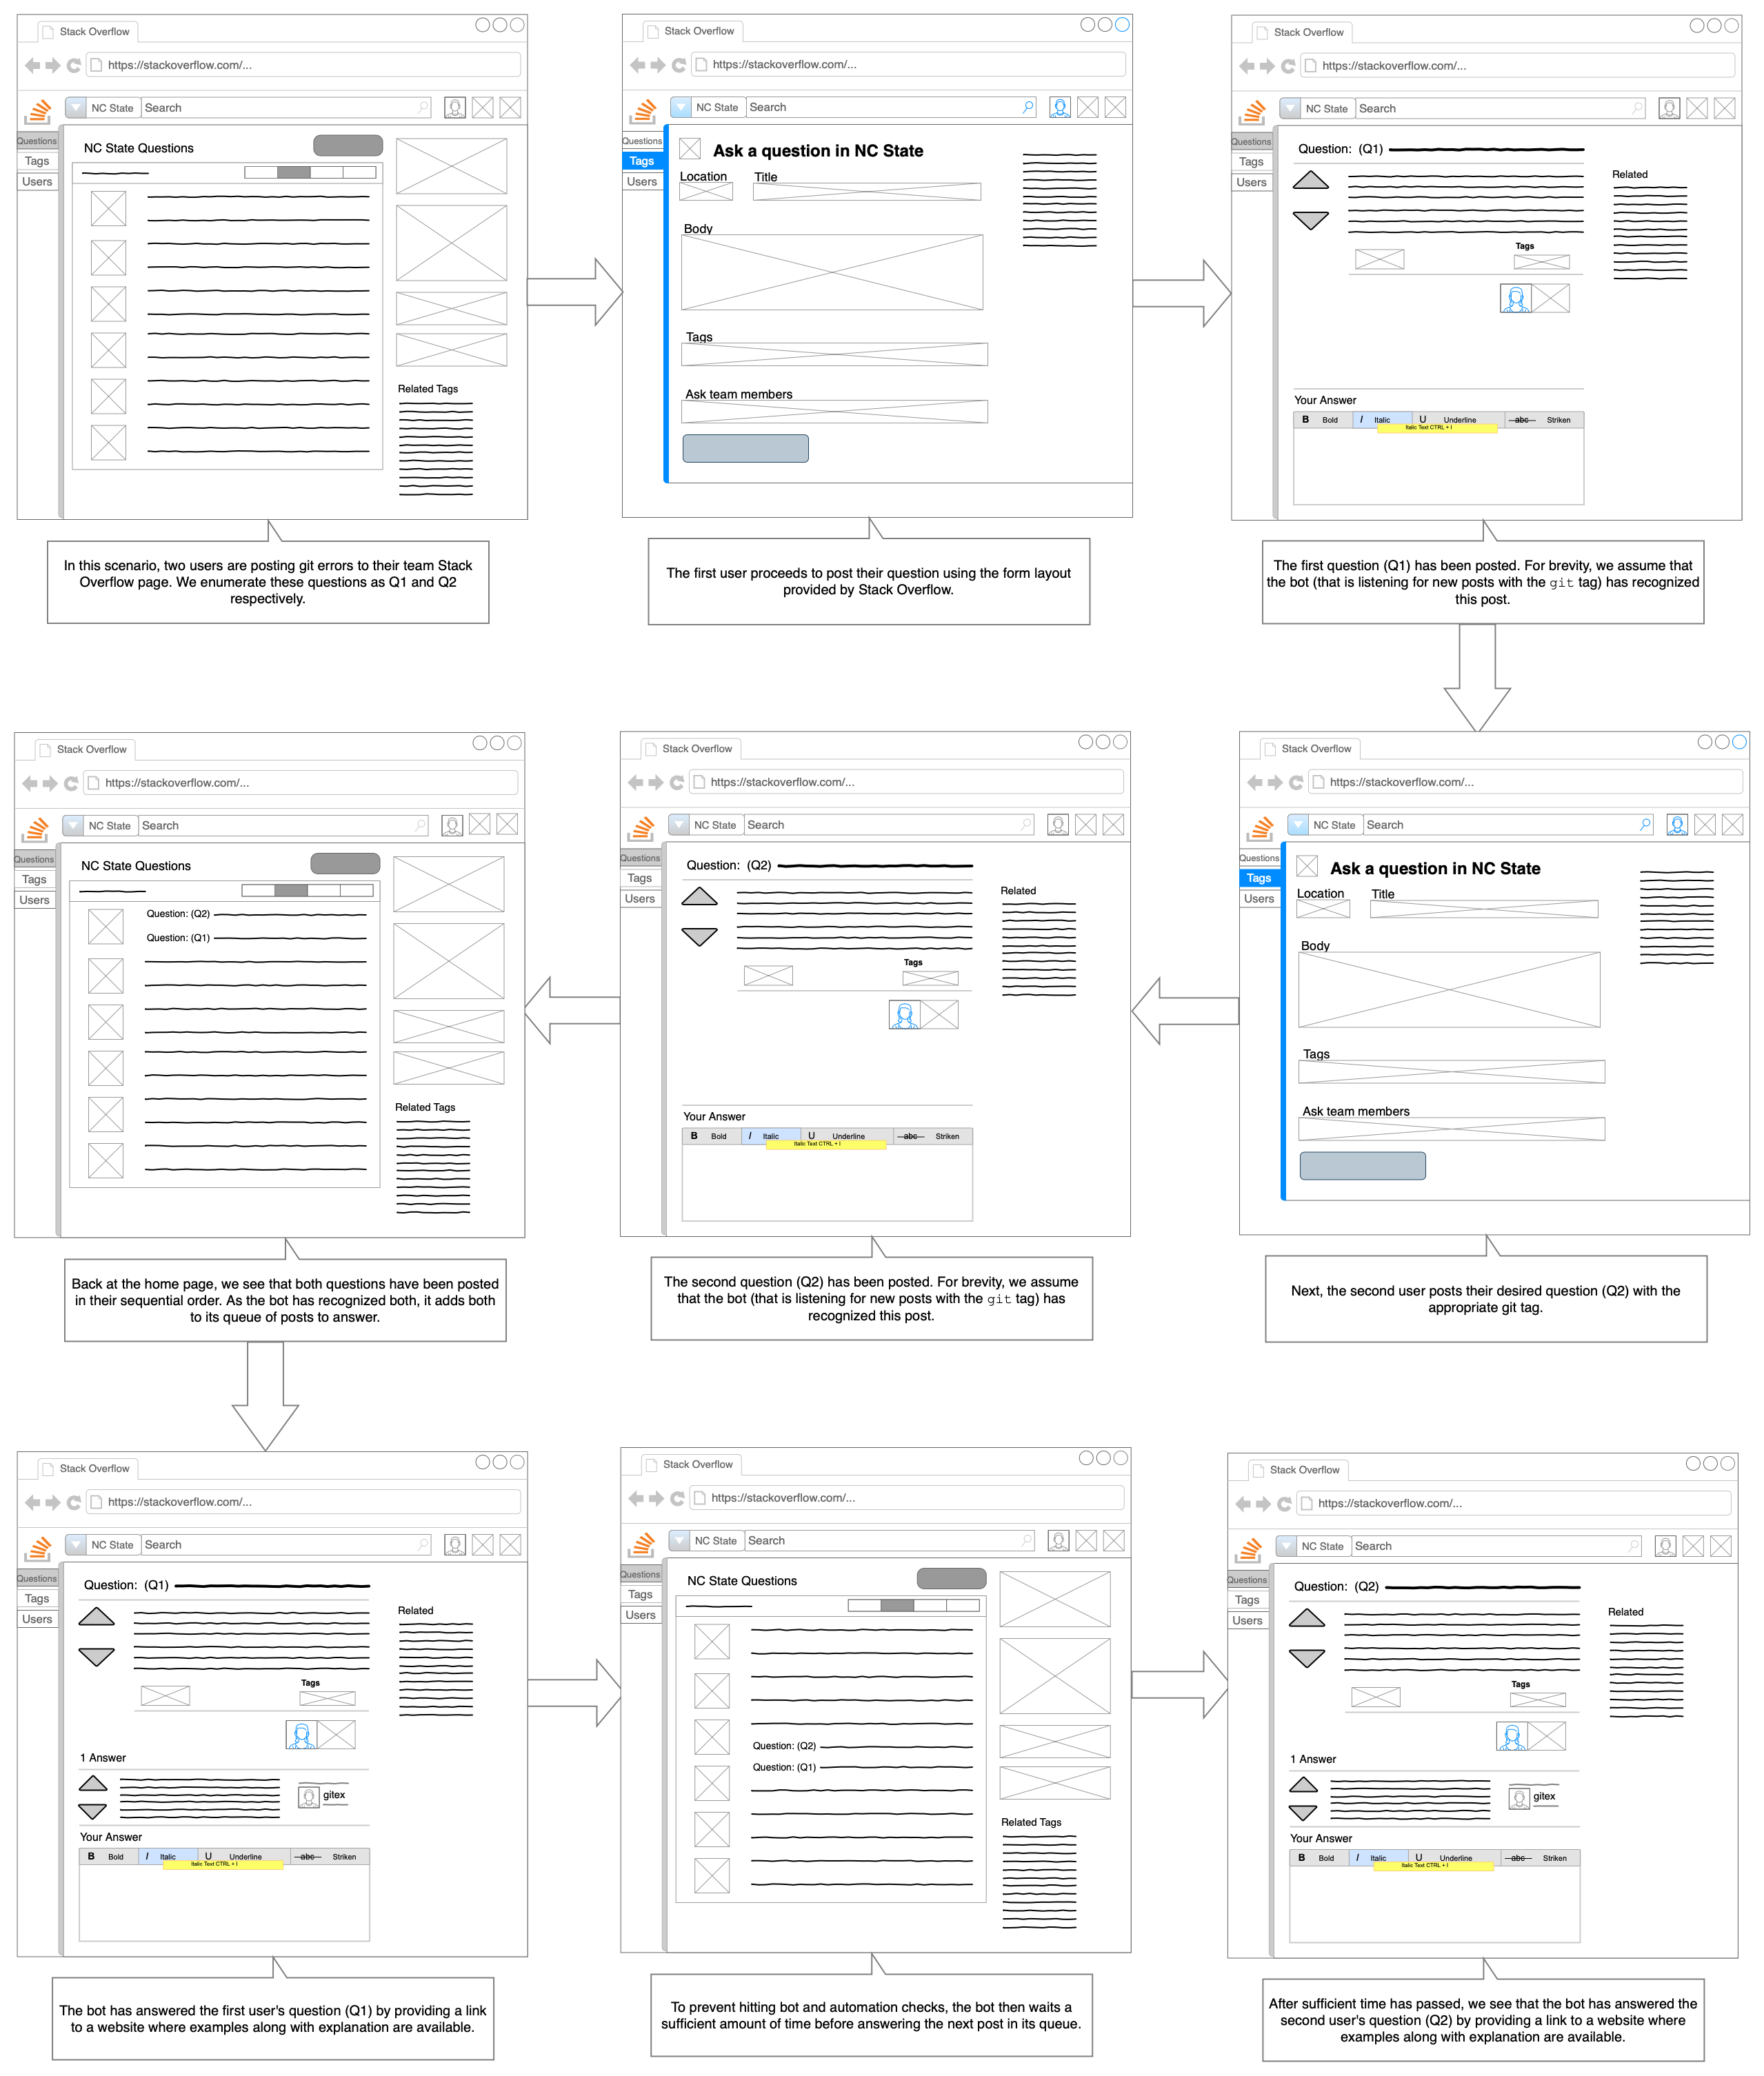 Stack Overflow
https://stackoverflow.com/...
NC State
Search
Questions
Tags
Users
NC State Questions
Related Tags
In this scenario, two users are posting git errors to their team Stack
Overflow page. We enumerate these questions as Q1 and Q2
respectively.
Stack Overflow
https://stackoverflow.com/...
NC State
Search
Questions
Tags
Users
Ask a question in NC State
Location
Title
Body
Tags
Ask team members
The first user proceeds to post their question using the form layout
provided by Stack Overflow.
Stack Overflow
https://stackoverflow.com/...
NC State
Search
Questions
Tags
Users
Question: (Q1)
Related
Tags
Your Answer
B Bold I Italic U Underline abc Striken
Italic Text CTRL + I
The first question (Q1) has been posted. For brevity, we assume that
the bot (that is listening for new posts with the git tag) has recognized
this post.
Stack Overflow
https://stackoverflow.com/...
NC State
Search
Questions
Tags
Users
Ask a question in NC State
Location
Title
Body
Tags
Ask team members
Next, the second user posts their desired question (Q2) with the
appropriate git tag.
Stack Overflow
https://stackoverflow.com/...
NC State
Search
Questions
Tags
Users
Question: (Q2)
Related
Tags
Your Answer
B Bold I Italic U Underline abc Striken
Italic Text CTRL + I
The second question (Q2) has been posted. For brevity, we assume
that the bot (that is listening for new posts with the git tag) has
recognized this post.
Stack Overflow
https://stackoverflow.com/...
NC State
Search
Questions
Tags
Users
NC State Questions
Question: (Q2)
Question: (Q1)
Related Tags
Back at the home page, we see that both questions have been posted
in their sequential order. As the bot has recognized both, it adds both
to its queue of posts to answer.
Stack Overflow
https://stackoverflow.com/...
NC State
Search
Questions
Tags
Users
Question: (Q1)
Related
Tags
1 Answer
gitex
Your Answer
B Bold I Italic U Underline abc Striken
Italic Text CTRL + I
The bot has answered the first user's question (Q1) by providing a link
to a website where examples along with explanation are available.
Stack Overflow
https://stackoverflow.com/...
NC State
Search
Questions
Tags
Users
NC State Questions
Question: (Q2)
Question: (Q1)
Related Tags
To prevent hitting bot and automation checks, the bot then waits a
sufficient amount of time before answering the next post in its queue.
Stack Overflow
https://stackoverflow.com/...
NC State
Search
Questions
Tags
Users
Question: (Q2)
Related
Tags
1 Answer
gitex
Your Answer
B Bold I Italic U Underline abc Striken
Italic Text CTRL + I
After sufficient time has passed, we see that the bot has answered the
second user's question (Q2) by providing a link to a website where
examples along with explanation are available.